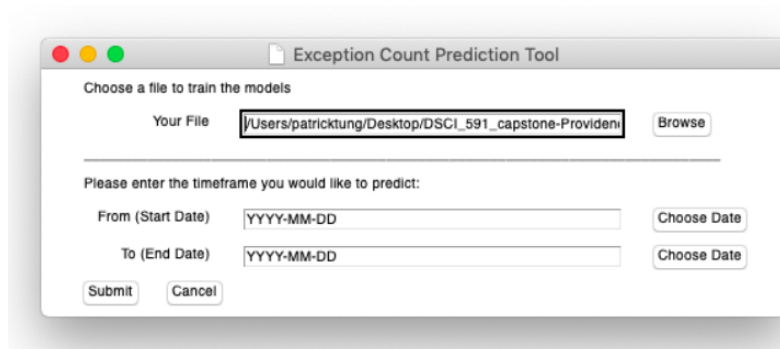 Exception Count Prediction Tool
Choose a file to train the models
Your File /Users/patricktung/Desktop/DSCI_591_capstone-Providen Browse
Please enter the timeframe you would like to predict:
From (Start Date) YYYY-MM-DD Choose Date
To (End Date) YYYY-MM-DD Choose Date
Submit Cancel